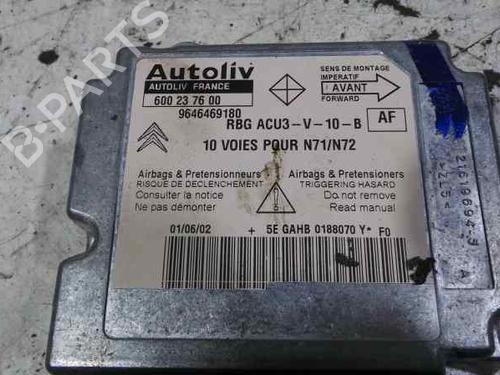 Autoliv
AUTOLIV FRANCE
600 23 76 00
9646469180
SENS DE MONTAGE
IMPERATIF
AVANT
FORWARD
RBG ACU3-V-10-B
AF
10 VOIES POUR N71/N72
Airbags & Pretensionneurs
RISQUE DE DECLENCHEMENT
Consulter la notice
Ne pas démonter
Airbags & Pretensioners
TRIGGERING HASARD
Do not remove
Read manual
01/06/02
+ 5E GAHB 0188070 Y* F0
B-PARTS